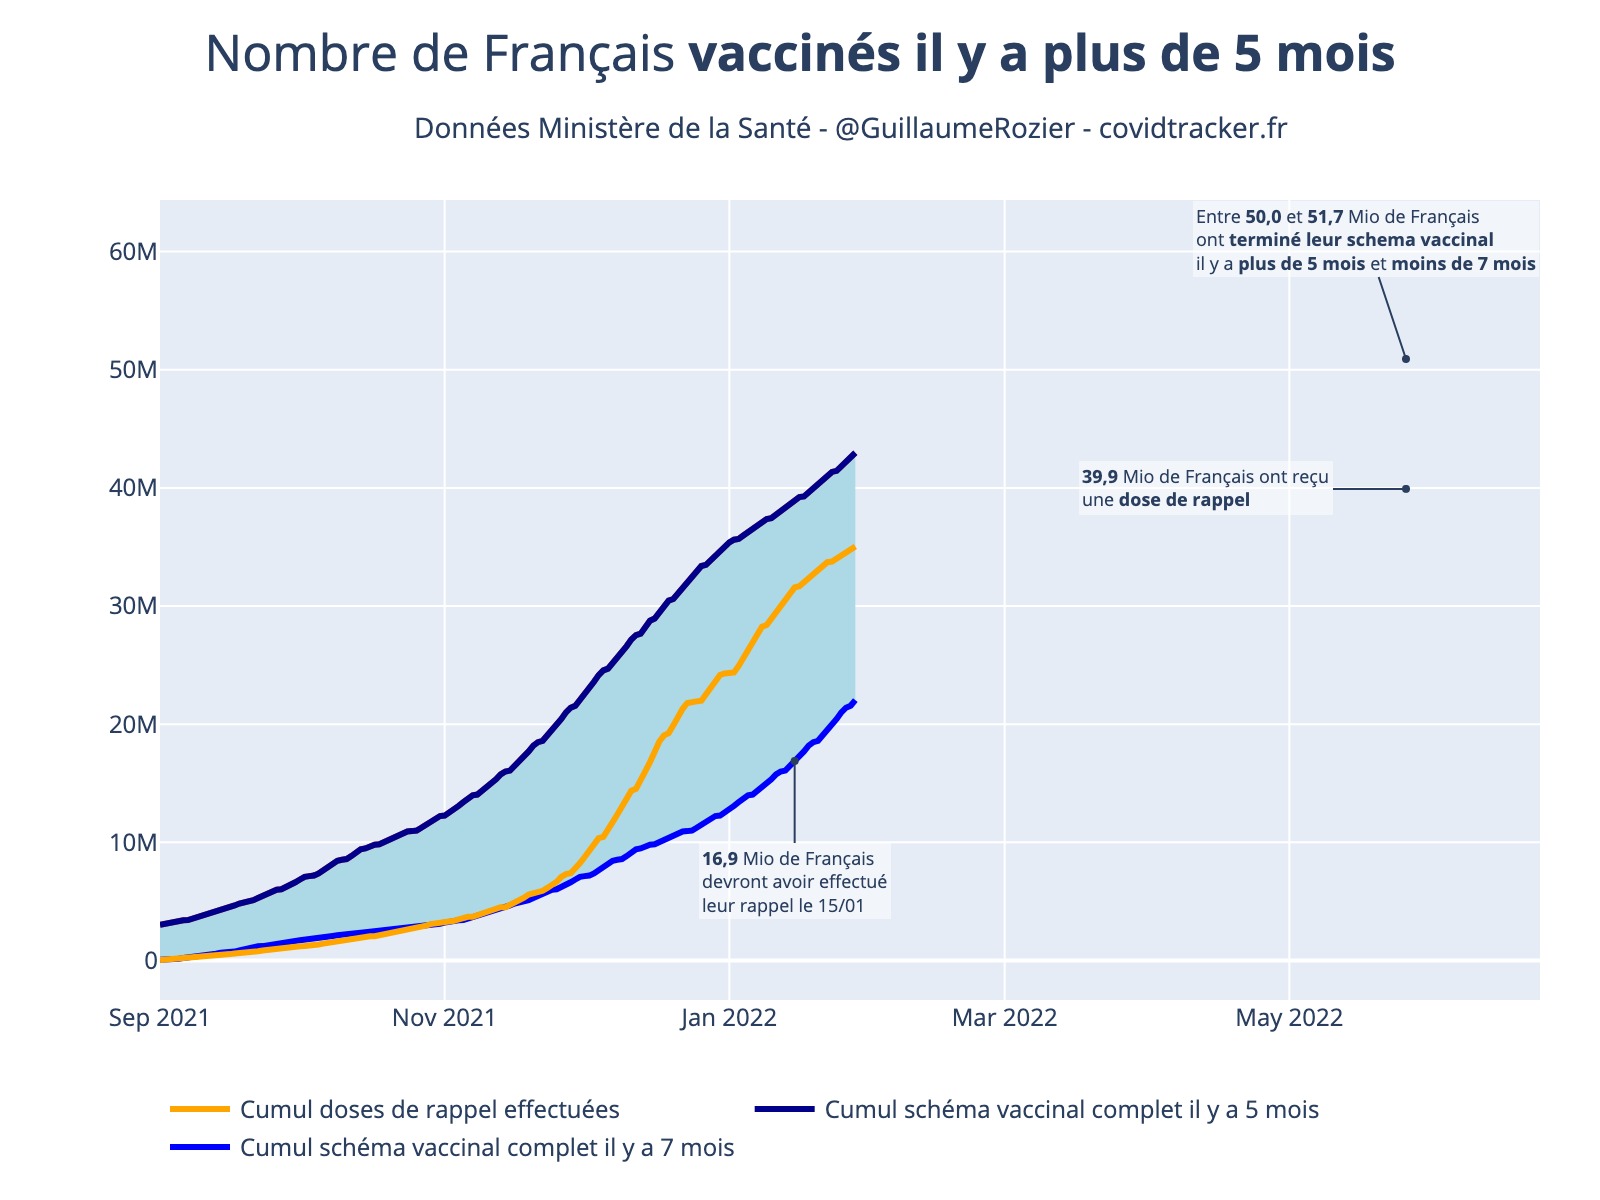 Nombre de Français vaccinés il y a plus de 5 mois
Données Ministère de la Santé - @GuillaumeRozier - covidtracker.fr
Entre 50,0 et 51,7 Mio de Français
ont terminé leur schema vaccinal
il y a plus de 5 mois et moins de 7 mois
60M
50M
39,9 Mio de Français ont reçu
une dose de rappel
40M
30M
20M
10M
16,9 Mio de Français
devront avoir effectué
leur rappel le 15/01
0
Sep 2021
Nov 2021
Jan 2022
Mar 2022
May 2022
Cumul doses de rappel effectuées
Cumul schéma vaccinal complet il y a 5 mois
Cumul schéma vaccinal complet il y a 7 mois